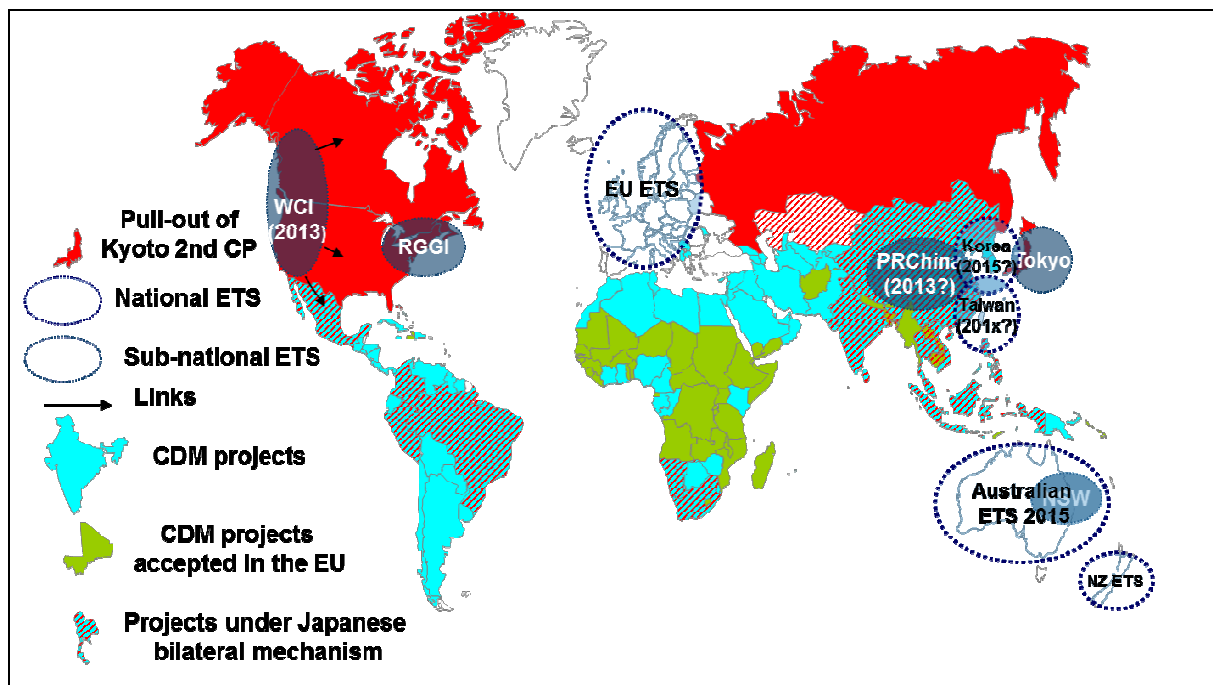 Pull-out of
Kyoto 2nd CP
National ETS
Sub-national ETS
Links
CDM projects
CDM projects
accepted in the EU
Projects under Japanese
bilateral mechanism
WCI
(2013)
RGGI
EU ETS
PRChina
(2013?)
Korea
(2015?)
Tokyo
Taiwan
(201x?)
Australian
ETS 2015
NSW
NZ ETS